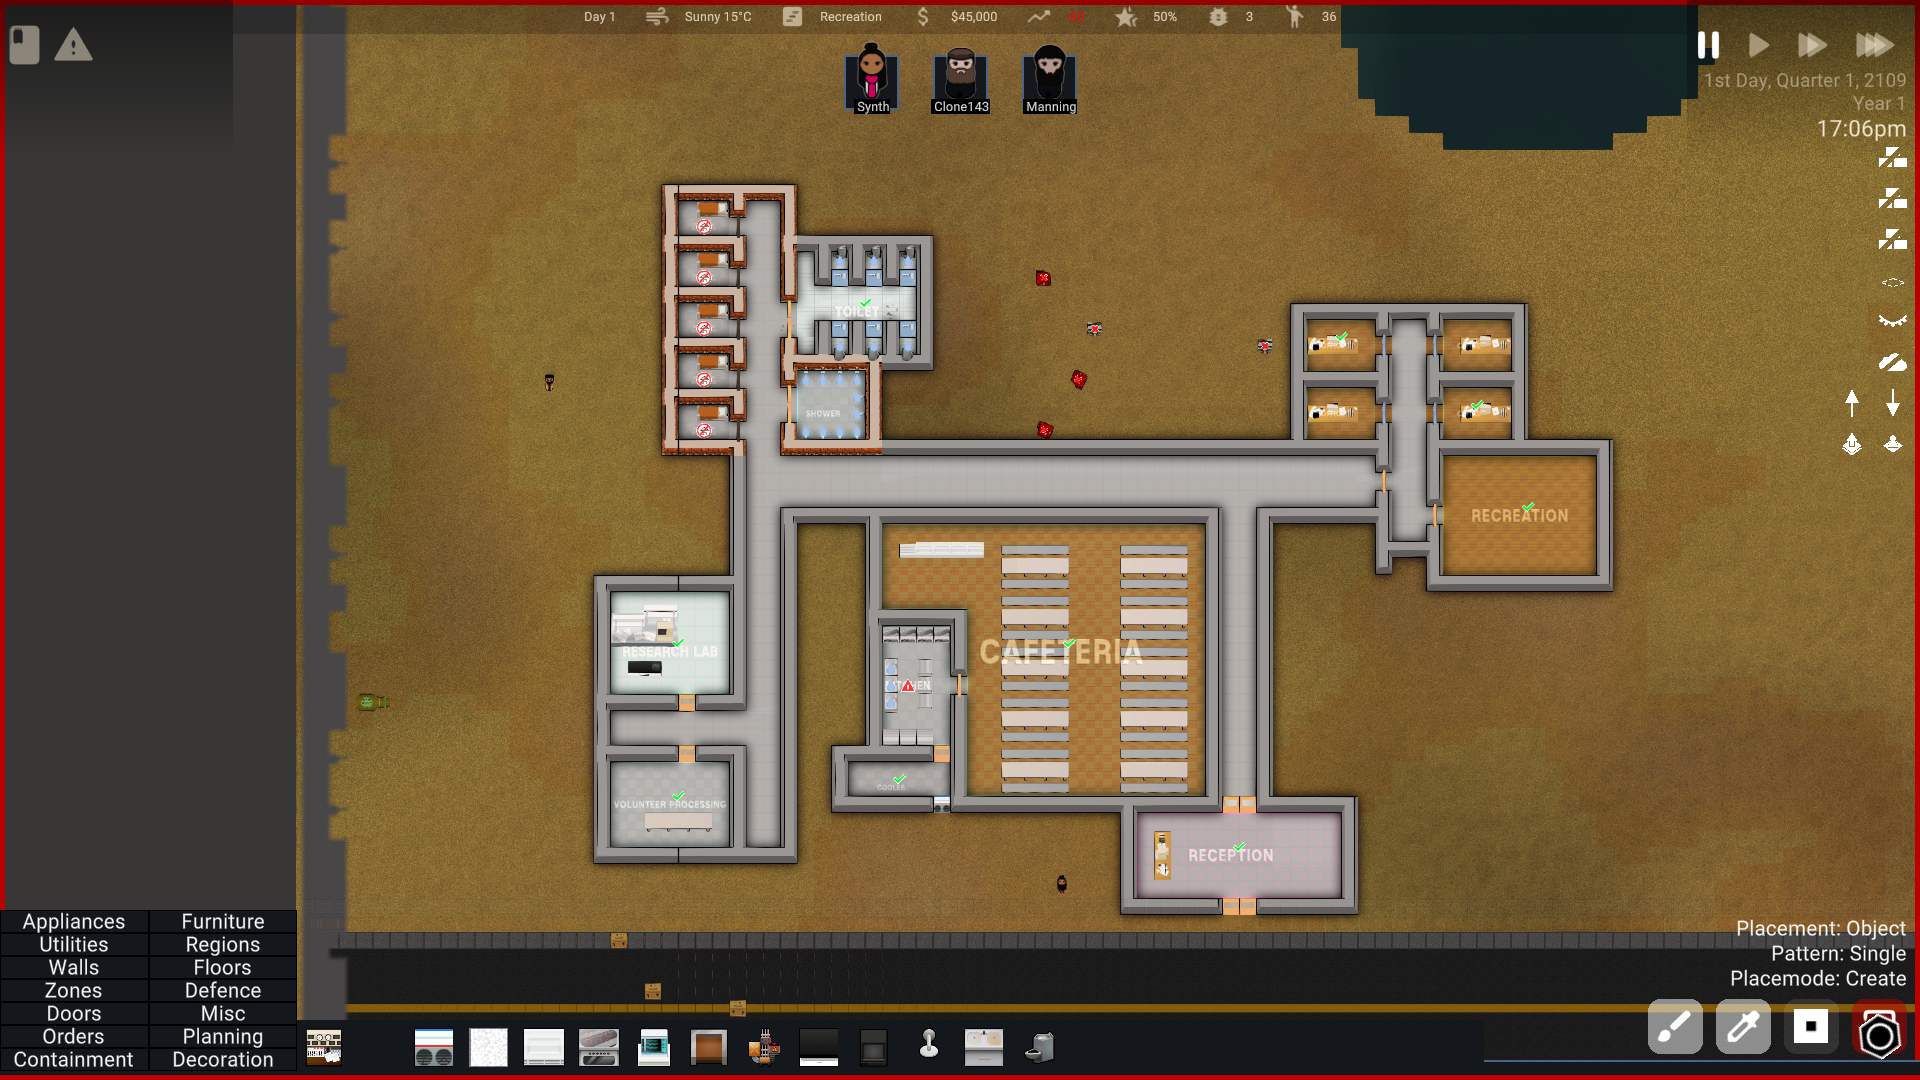 Day 1 Sunny 15°C Recreation $45,000 50% 3 36
Synth Clone143 Manning
1st Day, Quarter 1, 2109
Year 1
17:06pm
TOILET
SHOWER
RECREATION
RESEARCH LAB
CAFETERIA
VOLUNTEER PROCESSING
COOLER
RECEPTION
Appliances Furniture
Utilities Regions
Walls Floors
Zones Defence
Doors Misc
Orders Planning
Containment Decoration
Placement: Object
Pattern: Single
Placemode: Create